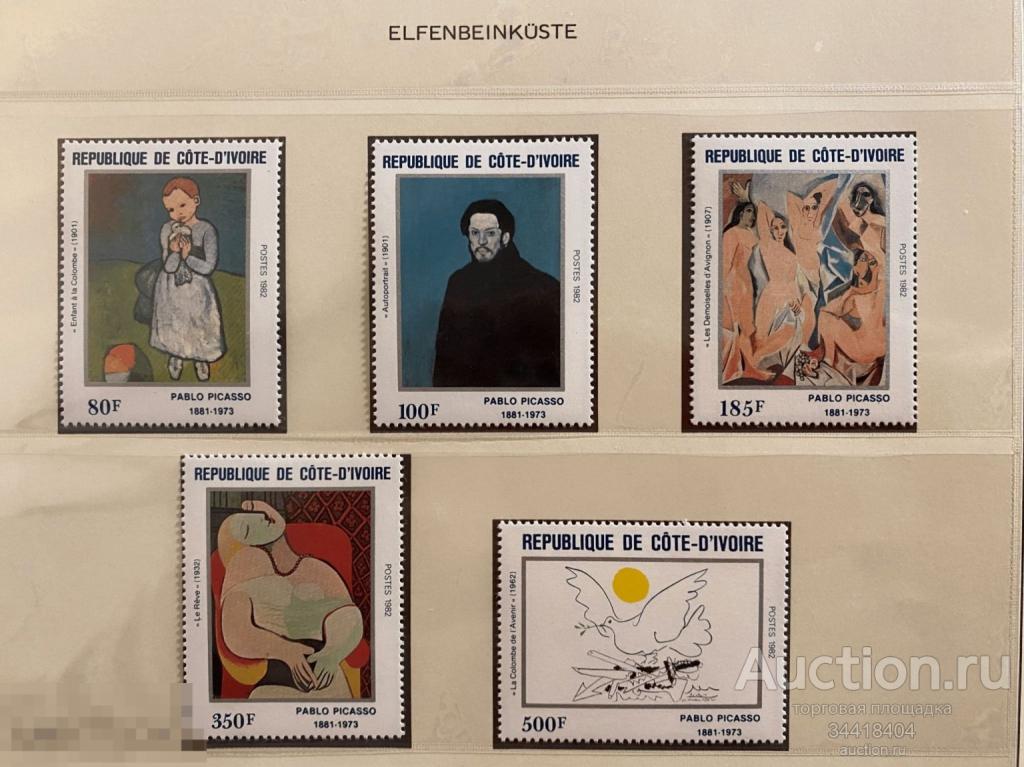 ELFENBEINKÜSTE
REPUBLIQUE DE CÔTE-D'IVOIRE
« Enfant à la Colombe » (1901)
POSTES 1982
80F
PABLO PICASSO
1881-1973
REPUBLIQUE DE CÔTE-D'IVOIRE
« Autoportrait » (1901)
POSTES 1982
100F
PABLO PICASSO
1881-1973
REPUBLIQUE DE CÔTE-D'IVOIRE
« Les Demoiselles d'Avignon » (1907)
POSTES 1982
185F
PABLO PICASSO
1881-1973
REPUBLIQUE DE CÔTE-D'IVOIRE
« Le Rêve » (1932)
POSTES 1982
350F
PABLO PICASSO
1881-1973
REPUBLIQUE DE CÔTE-D'IVOIRE
« La Colombe de l'Avenir » (1962)
POSTES 1982
500F
PABLO PICASSO
1881-1973
Auction.ru
торговая площадка
34418404
auction.ru